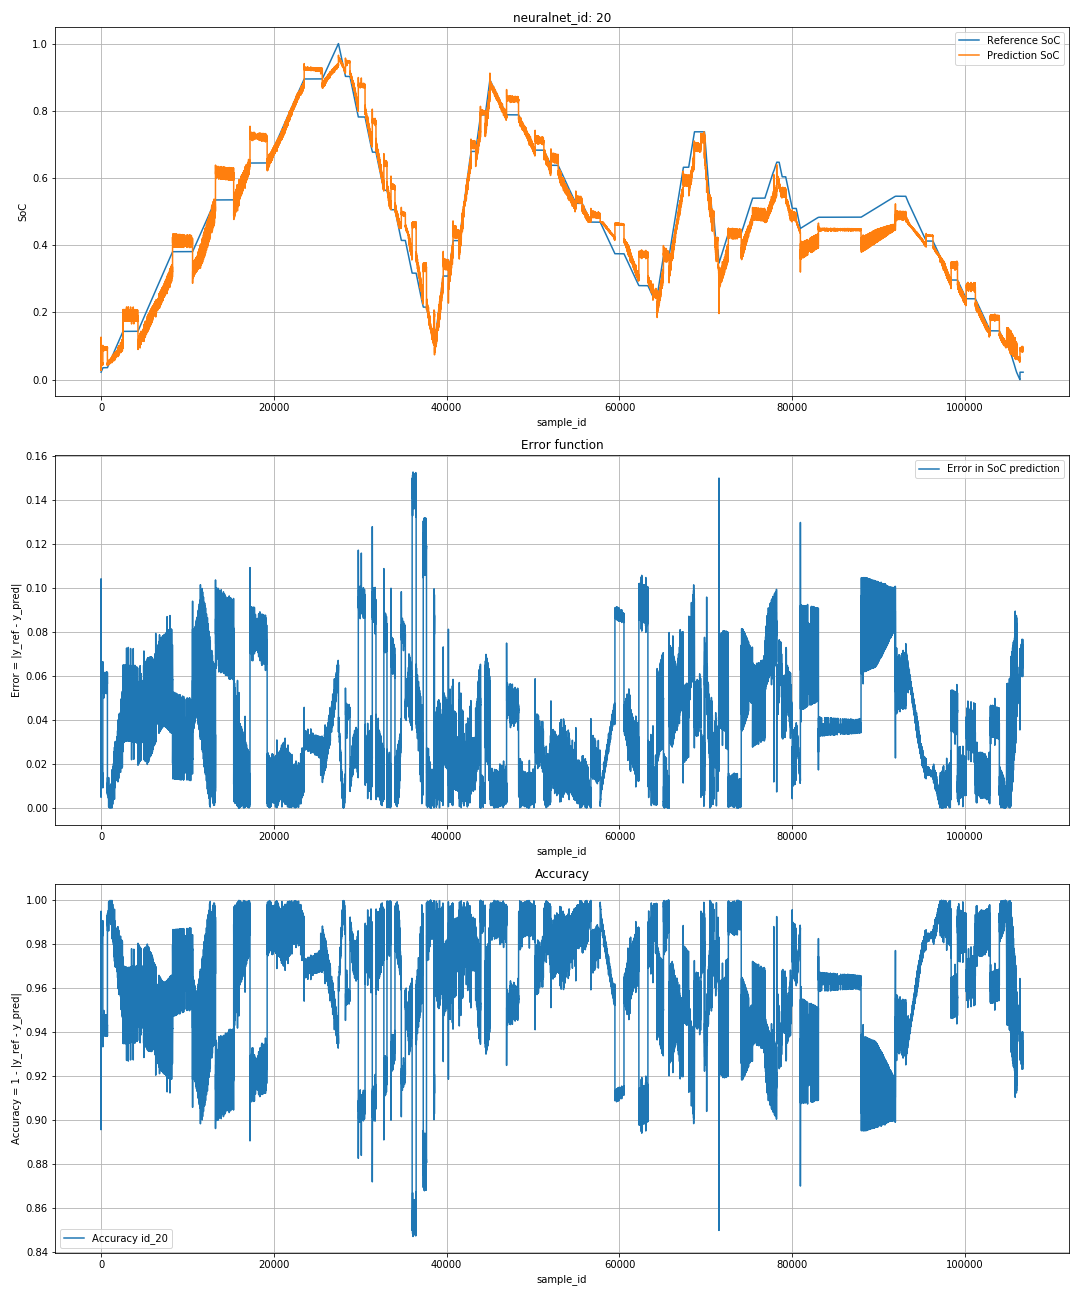 neuralnet_id: 20
1.0
0.8
0.6
0.4
0.2
0.0
SoC
Reference SoC
Prediction SoC
0 20000 40000 60000 80000 100000
sample_id
Error function
0.16
0.14
0.12
0.10
0.08
0.06
0.04
0.02
0.00
Error = |y_ref - y_pred|
Error in SoC prediction
0 20000 40000 60000 80000 100000
sample_id
Accuracy
1.00
0.98
0.96
0.94
0.92
0.90
0.88
0.86
0.84
Accuracy = 1 - |y_ref - y_pred|
Accuracy id_20
0 20000 40000 60000 80000 100000
sample_id